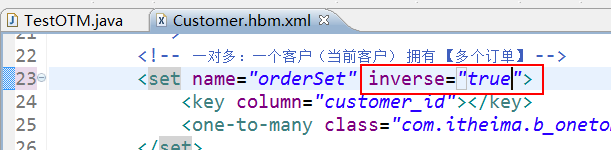 TestOTM.java Customer.hbm.xml
22 <!-- 一对多：一个客户（当前客户）拥有【多个订单】 -->
23 <set name="orderSet" inverse="true">
24 <key column="customer_id"></key>
25 <one-to-many class="com.itheima.b_oneto
26 </set>